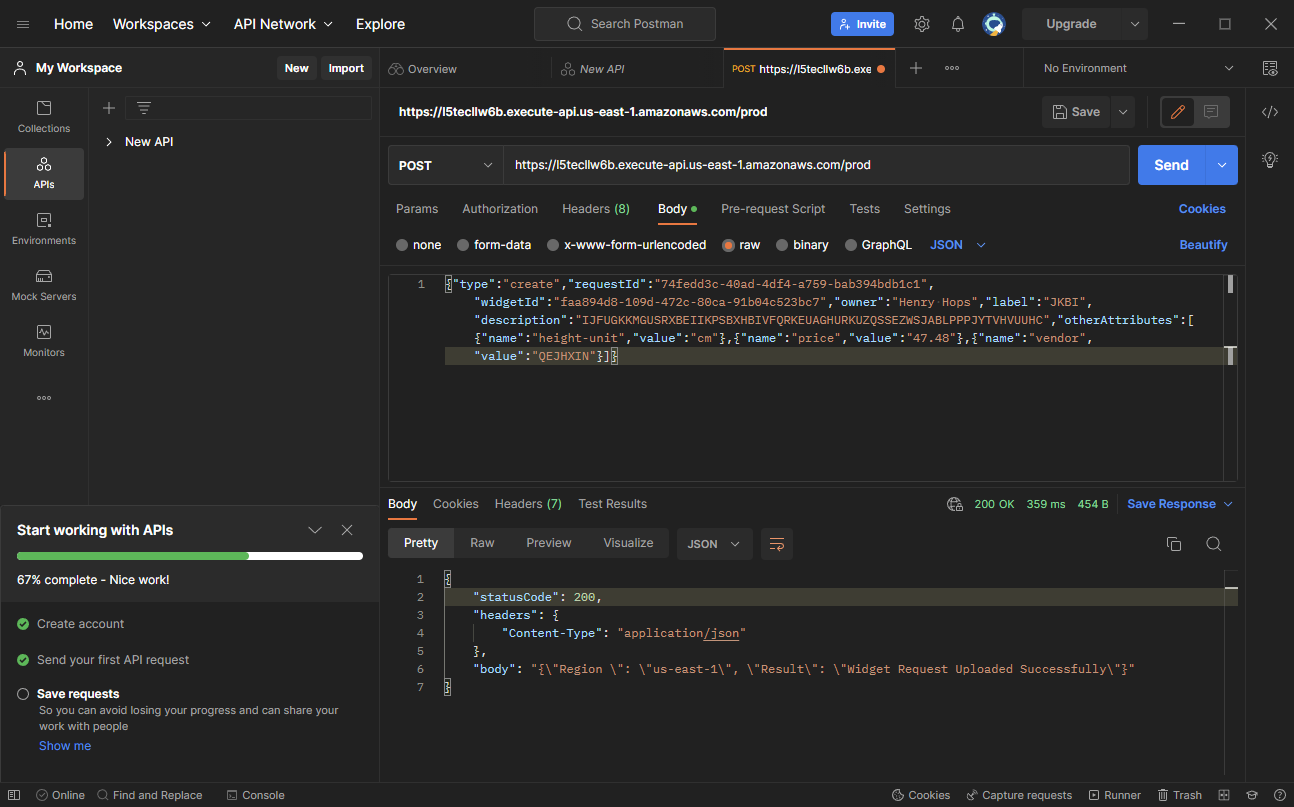 Home Workspaces API Network Explore Search Postman Invite Upgrade
My Workspace New Import Overview New API POST https://l5tecllw6b.exe No Environment
https://l5tecllw6b.execute-api.us-east-1.amazonaws.com/prod Save
Collections
New API
APIs
Environments
Mock Servers
Monitors
POST https://l5tecllw6b.execute-api.us-east-1.amazonaws.com/prod Send
Params Authorization Headers (8) Body Pre-request Script Tests Settings Cookies
none form-data x-www-form-urlencoded raw binary GraphQL JSON Beautify
1 {"type":"create","requestId":"74fedd3c-40ad-4df4-a759-bab394bdb1c1",
"widgetId":"faa894d8-109d-472c-80ca-91b04c523bc7","owner":"Henry Hops","label":"JKBI",
"description":"IJFUGKKMGUSRXBEIIKPSBXHBIVFQRKEUAGHURKUZQSSEZWSJABLPPPJYTVHVUUHC","otherAttributes":[
{"name":"height-unit","value":"cm"},{"name":"price","value":"47.48"},{"name":"vendor",
"value":"QEJHXIN"}]}
Body Cookies Headers (7) Test Results 200 OK 359 ms 454 B Save Response
Pretty Raw Preview Visualize JSON
1 {
2 "statusCode": 200,
3 "headers": {
4 "Content-Type": "application/json"
5 },
6 "body": "{\"Region \": \"us-east-1\", \"Result\": \"Widget Request Uploaded Successfully\"}"
7 }
Start working with APIs
67% complete - Nice work!
Create account
Send your first API request
Save requests
So you can avoid losing your progress and can share your
work with people
Show me
Online Find and Replace Console Cookies Capture requests Runner Trash